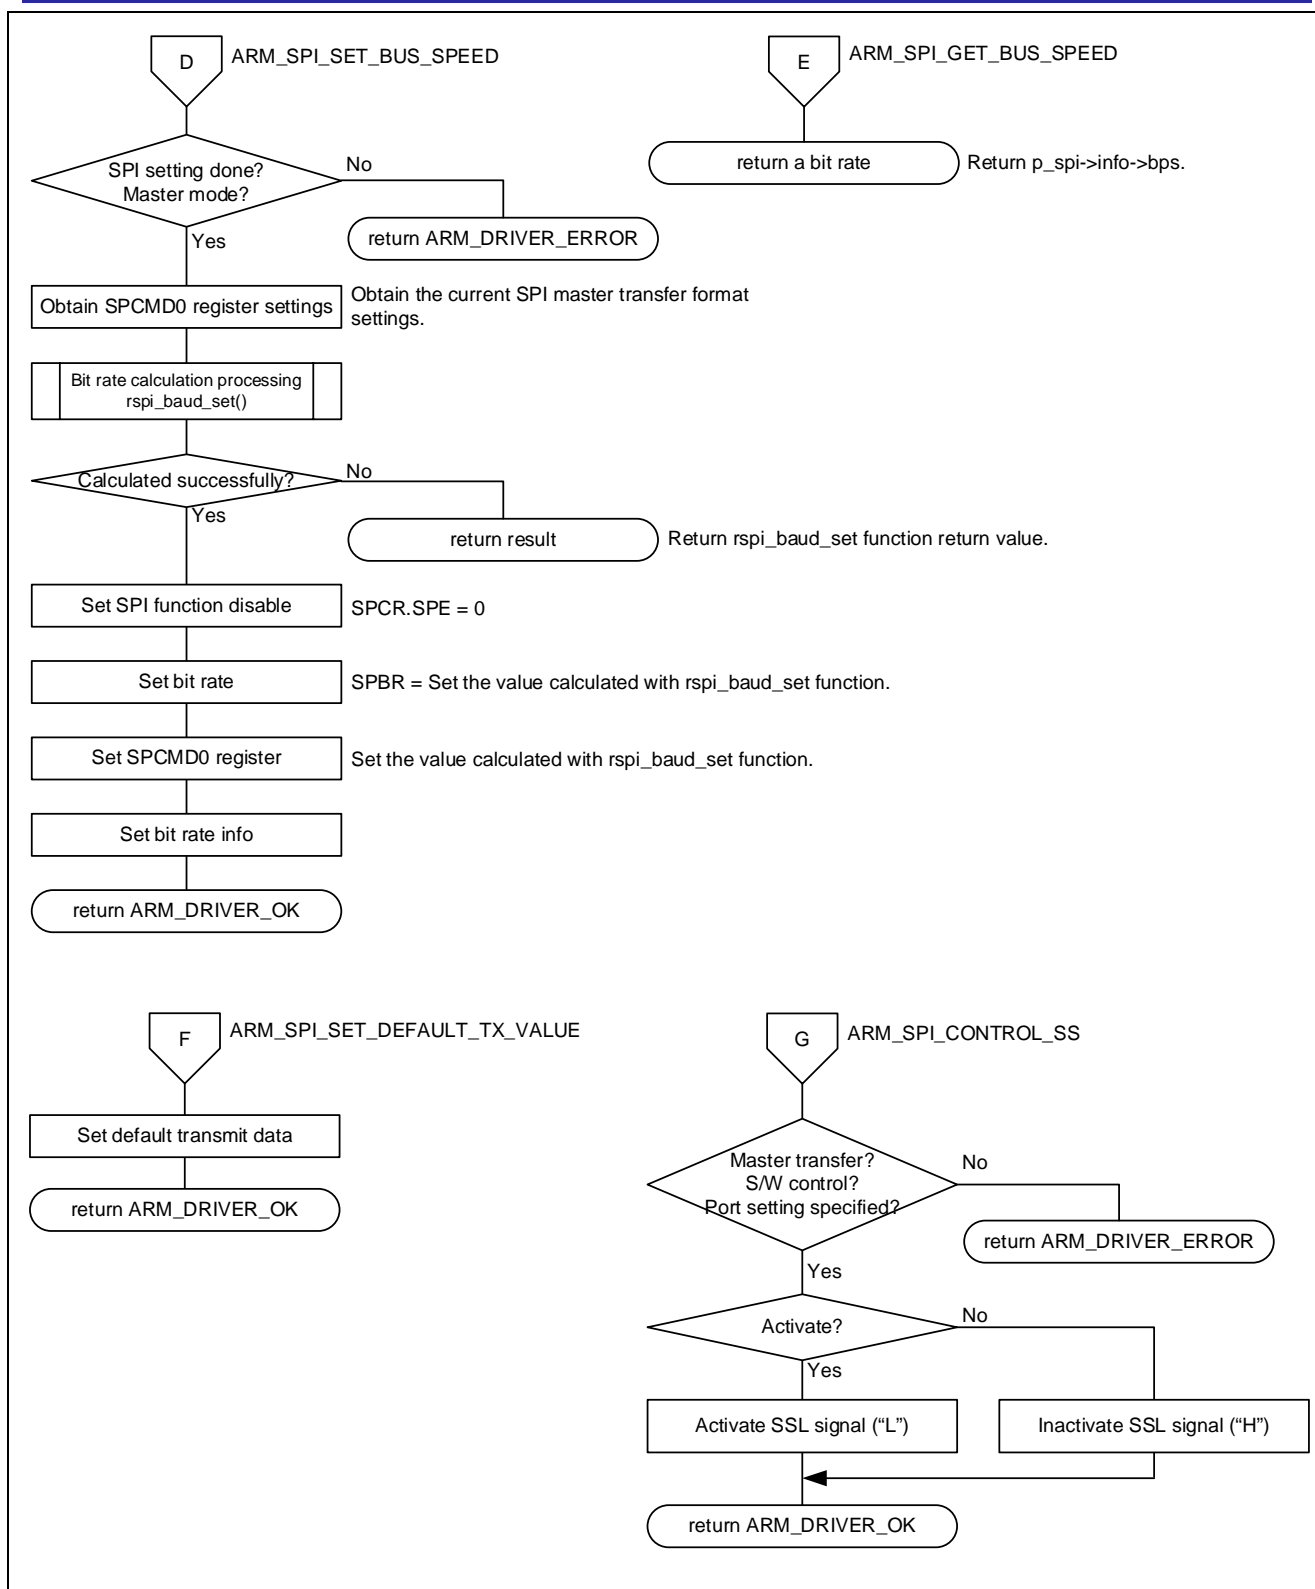 D
ARM_SPI_SET_BUS_SPEED
SPI setting done?
Master mode?
No
return ARM_DRIVER_ERROR
Yes
Obtain SPCMD0 register settings
Obtain the current SPI master transfer format
settings.
Bit rate calculation processing
rspi_baud_set()
Calculated successfully?
No
return result
Return rspi_baud_set function return value.
Yes
Set SPI function disable
SPCR.SPE = 0
Set bit rate
SPBR = Set the value calculated with rspi_baud_set function.
Set SPCMD0 register
Set the value calculated with rspi_baud_set function.
Set bit rate info
return ARM_DRIVER_OK
E
ARM_SPI_GET_BUS_SPEED
return a bit rate
Return p_spi->info->bps.
F
ARM_SPI_SET_DEFAULT_TX_VALUE
Set default transmit data
return ARM_DRIVER_OK
G
ARM_SPI_CONTROL_SS
Master transfer?
S/W control?
Port setting specified?
No
return ARM_DRIVER_ERROR
Yes
Activate?
No
Yes
Activate SSL signal (“L”)
Inactivate SSL signal (“H”)
return ARM_DRIVER_OK